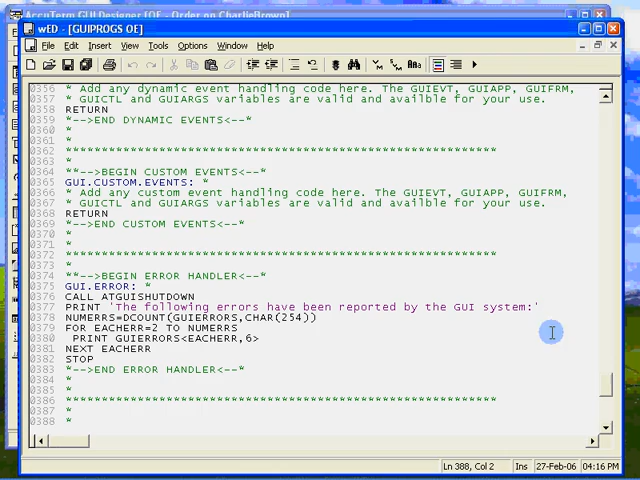 AccuTerm GUI Designer [OE - Order on CharlieBrown1]
wED - [GUIPROGS OE]
File Edit Insert View Tools Options Window Help
0356 * Add any dynamic event handling code here. The GUIEVT, GUIAPP, GUIFRM,
0357 * GUICTL and GUIARGS variables are valid and availble for your use.
0358 RETURN
0359 *-->END DYNAMIC EVENTS<--*
0360 *
0361 *
0362 **************************************************************
0363 *
0364 **-->BEGIN CUSTOM EVENTS<--*
0365 GUI.CUSTOM.EVENTS: *
0366 * Add any custom event handling code here. The GUIEVT, GUIAPP, GUIFRM,
0367 * GUICTL and GUIARGS variables are valid and availble for your use.
0368 RETURN
0369 *-->END CUSTOM EVENTS<--*
0370 *
0371 *
0372 **************************************************************
0373 *
0374 **-->BEGIN ERROR HANDLER<--*
0375 GUI.ERROR: *
0376 CALL ATGUISHUTDOWN
0377 PRINT 'The following errors have been reported by the GUI system:'
0378 NUMERRS=DCOUNT(GUIERRORS,CHAR(254))
0379 FOR EACHERR=2 TO NUMERRS
0380 PRINT GUIERRORS<EACHERR,6>
0381 NEXT EACHERR
0382 STOP
0383 *-->END ERROR HANDLER<--*
0384 *
0385 *
0386 **************************************************************
0387 *
0388 *
Ln 388, Col 2 Ins 27-Feb-06 04:16 PM